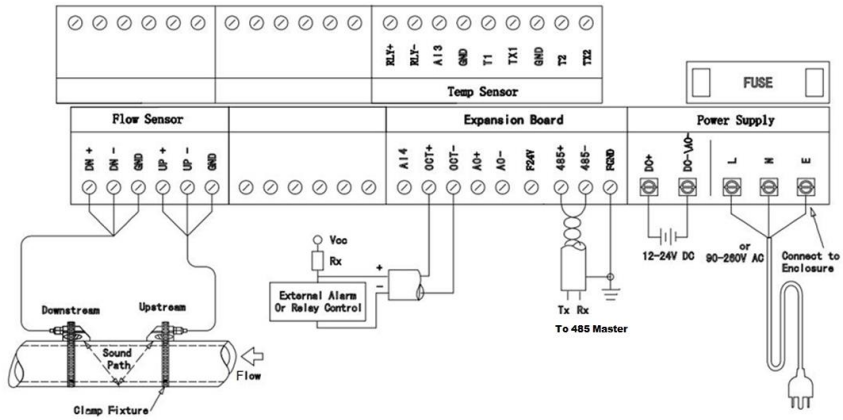 RLY+ RLY- AI3 GND T1 TX1 GND T2 TX2
Temp Sensor
FUSE
Flow Sensor
Expansion Board
Power Supply
DN + DN - GND UP + UP - GND
AI4 OCT+ OCT- AO+ AO- P24V 485+ 485- FGND
DC+ DC-\AC- L N E
Vcc
Rx
+
-
External Alarm
Or Relay Control
12-24V DC
or
90-260V AC
Connect to
Enclosure
Tx Rx
To 485 Master
Downstream
Upstream
Sound
Path
Flow
Clamp Fixture